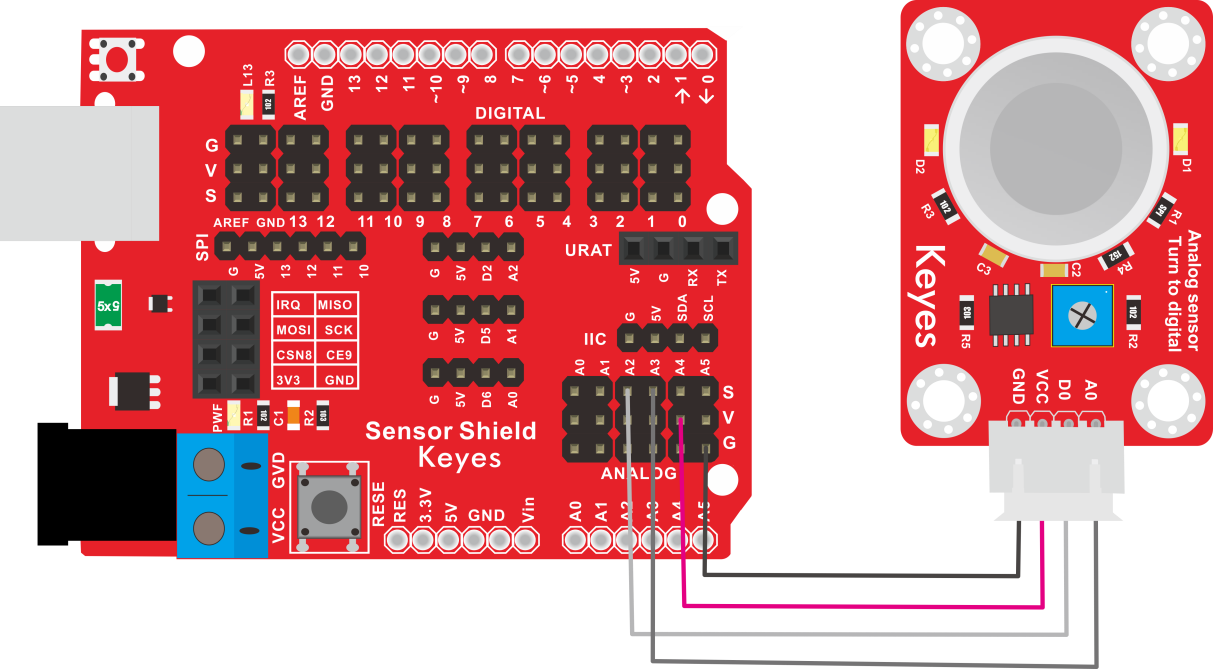 L13
R3
AREF
GND
13
12
11
~10
~9
8
7
~6
~5
4
~3
2
1
0
102
DIGITAL
G
V
S
AREF GND 13 12 11 10 9 8 7 6 5 4 3 2 1 0
SPI
G
5V
13
12
11
10
G
5V
D2
A2
URAT
5V
G
RX
TX
5x5
IRQ MISO
MOSI SCK
CSN8 CE9
3V3 GND
G
5V
D5
A1
IIC
G
5V
SDA
SCL
G
5V
D6
A0
A0
A1
A2
A3
A4
A5
S
V
G
PWF
R1
102
C1
R2
103
Sensor Shield
Keyes
ANALOG
GVD
VCC
RESE
RES
3.3V
5V
GND
Vin
A0
A1
A2
A3
A4
A5
D2
D1
R3
102
R1
C3
C2
R4
152
Keyes
R5
R2
102
Analog sensor
Turn to digital
GND
VCC
D0
A0